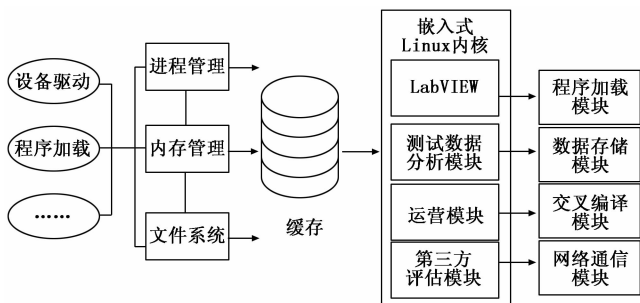 设备驱动
程序加载
……
进程管理
内存管理
文件系统
缓存
嵌入式
Linux内核
LabVIEW
测试数据
分析模块
运营模块
第三方
评估模块
程序加载
模块
数据存储
模块
交叉编译
模块
网络通信
模块